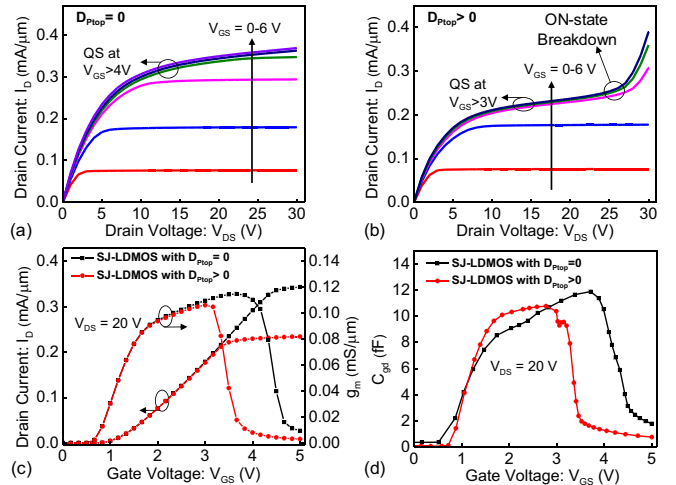 D_Ptop = 0
V_GS = 0-6 V
QS at
V_GS>4V
Drain Current: I_D (mA/μm)
0.4
0.3
0.2
0.1
0.0
0 5 10 15 20 25 30
Drain Voltage: V_DS (V)
(a)
D_Ptop > 0
ON-state
Breakdown
V_GS = 0-6 V
QS at
V_GS>3V
Drain Current: I_D (mA/μm)
0.4
0.3
0.2
0.1
0.0
0 5 10 15 20 25 30
Drain Voltage: V_DS (V)
(b)
SJ-LDMOS with D_Ptop = 0
SJ-LDMOS with D_Ptop > 0
V_DS = 20 V
Drain Current: I_D (mA/μm)
0.4
0.3
0.2
0.1
0.0
0.14
0.12
0.10
0.08
0.06
0.04
0.02
0.00
g_m (mS/μm)
0 1 2 3 4 5
Gate Voltage: V_GS (V)
(c)
SJ-LDMOS with D_Ptop=0
SJ-LDMOS with D_Ptop>0
V_DS = 20 V
C_gd (fF)
14
12
10
8
6
4
2
0
0 1 2 3 4 5
Gate Voltage: V_GS (V)
(d)